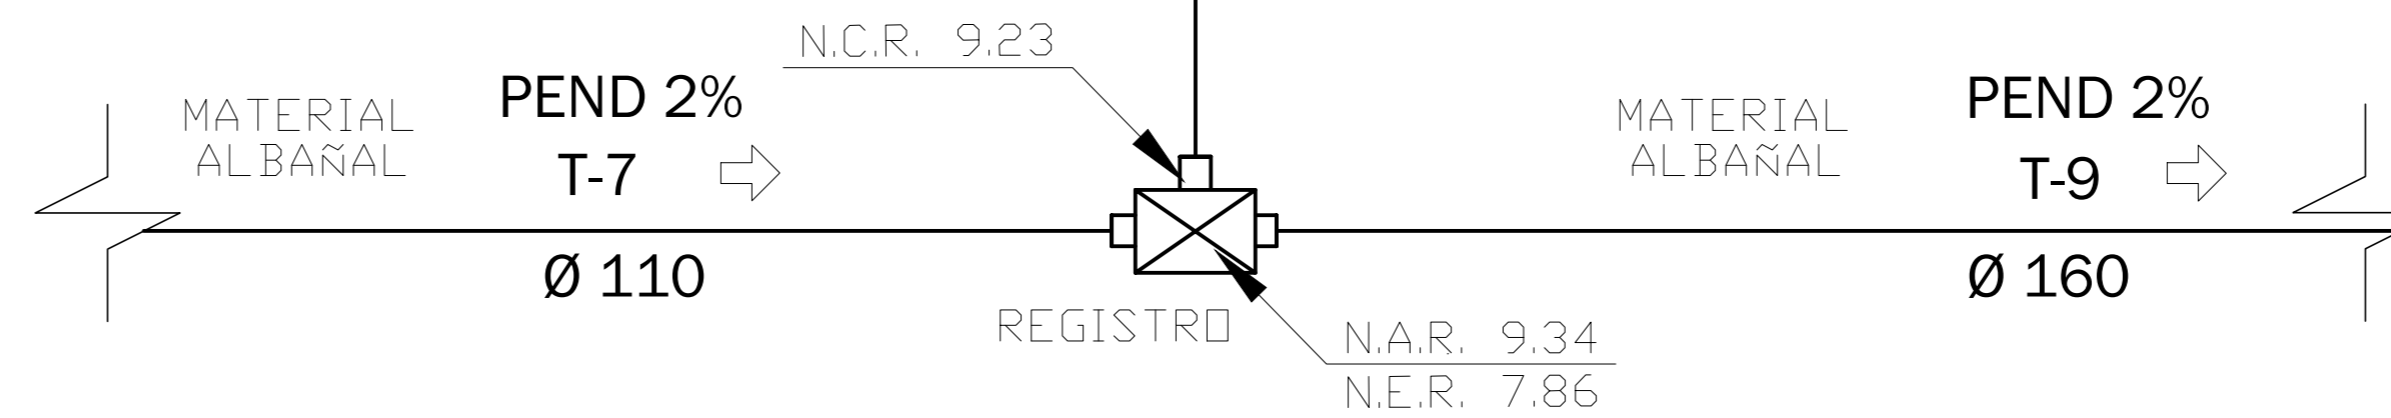 N.C.R. 9.23
MATERIAL
ALBAÑAL
PEND 2%
T-7
Ø 110
MATERIAL
ALBAÑAL
PEND 2%
T-9
Ø 160
REGISTRO
N.A.R. 9.34
N.E.R. 7.86